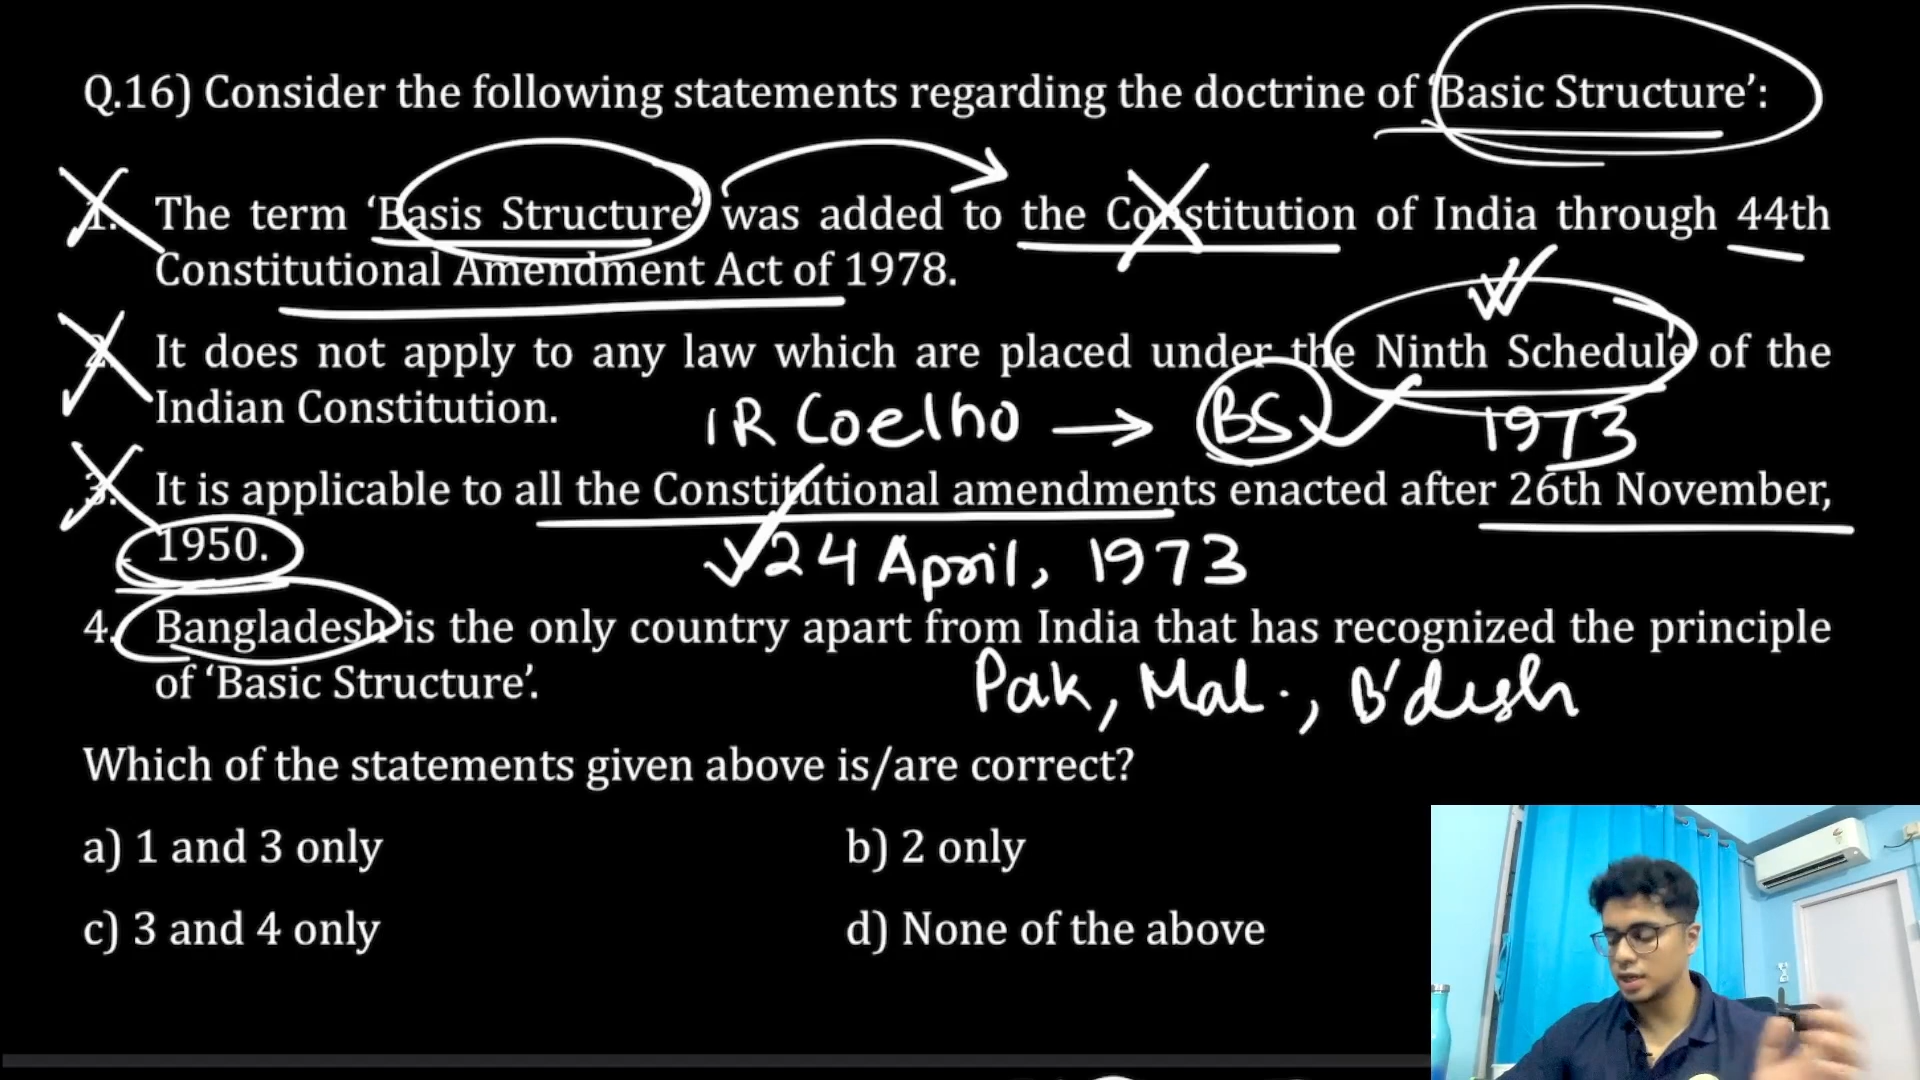 Q.16) Consider the following statements regarding the doctrine of ‘Basic Structure’:
1. The term ‘Basis Structure’ was added to the Constitution of India through 44th
Constitutional Amendment Act of 1978.
2. It does not apply to any law which are placed under the Ninth Schedule of the
Indian Constitution.
IR Coelho → BS
1973
3. It is applicable to all the Constitutional amendments enacted after 26th November,
1950.
24 April, 1973
4. Bangladesh is the only country apart from India that has recognized the principle
of ‘Basic Structure’.
Pak, Mal., B'desh
Which of the statements given above is/are correct?
a) 1 and 3 only
b) 2 only
c) 3 and 4 only
d) None of the above